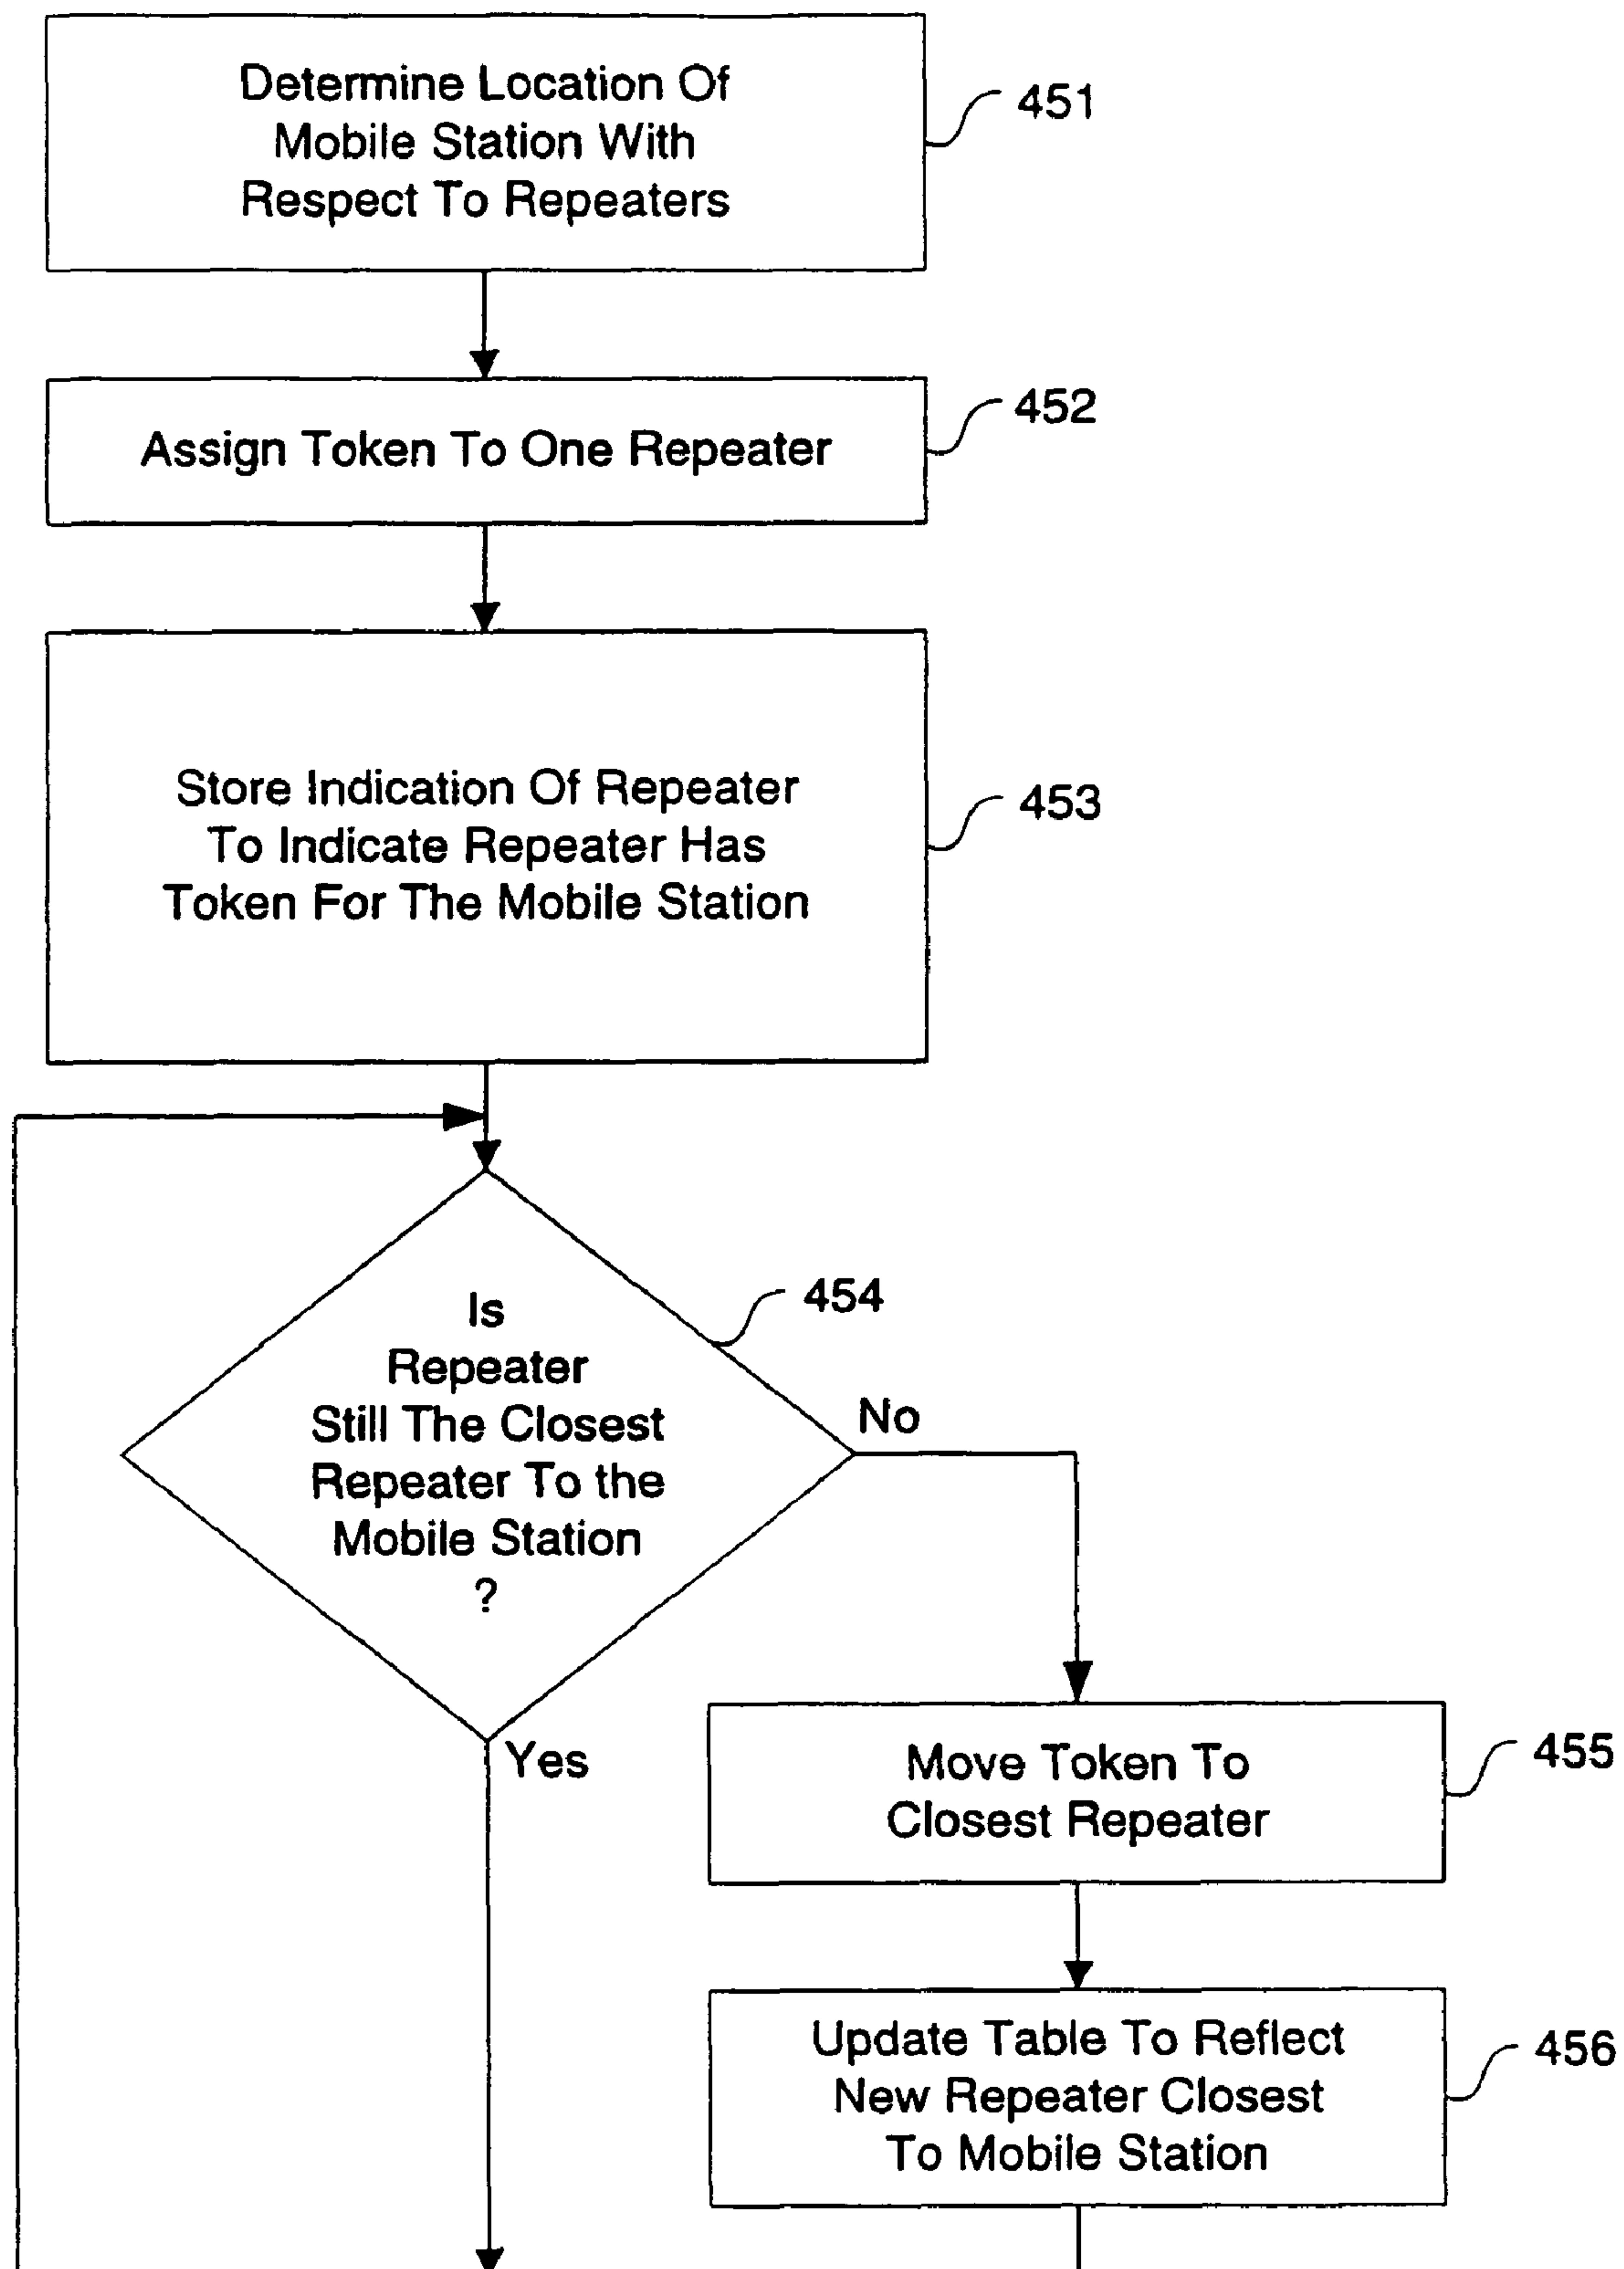 Determine Location Of
Mobile Station With
Respect To Repeaters
451
Assign Token To One Repeater
452
Store Indication Of Repeater
To Indicate Repeater Has
Token For The Mobile Station
453
Is
Repeater
Still The Closest
Repeater To the
Mobile Station
?
454
No
Yes
Move Token To
Closest Repeater
455
Update Table To Reflect
New Repeater Closest
To Mobile Station
456